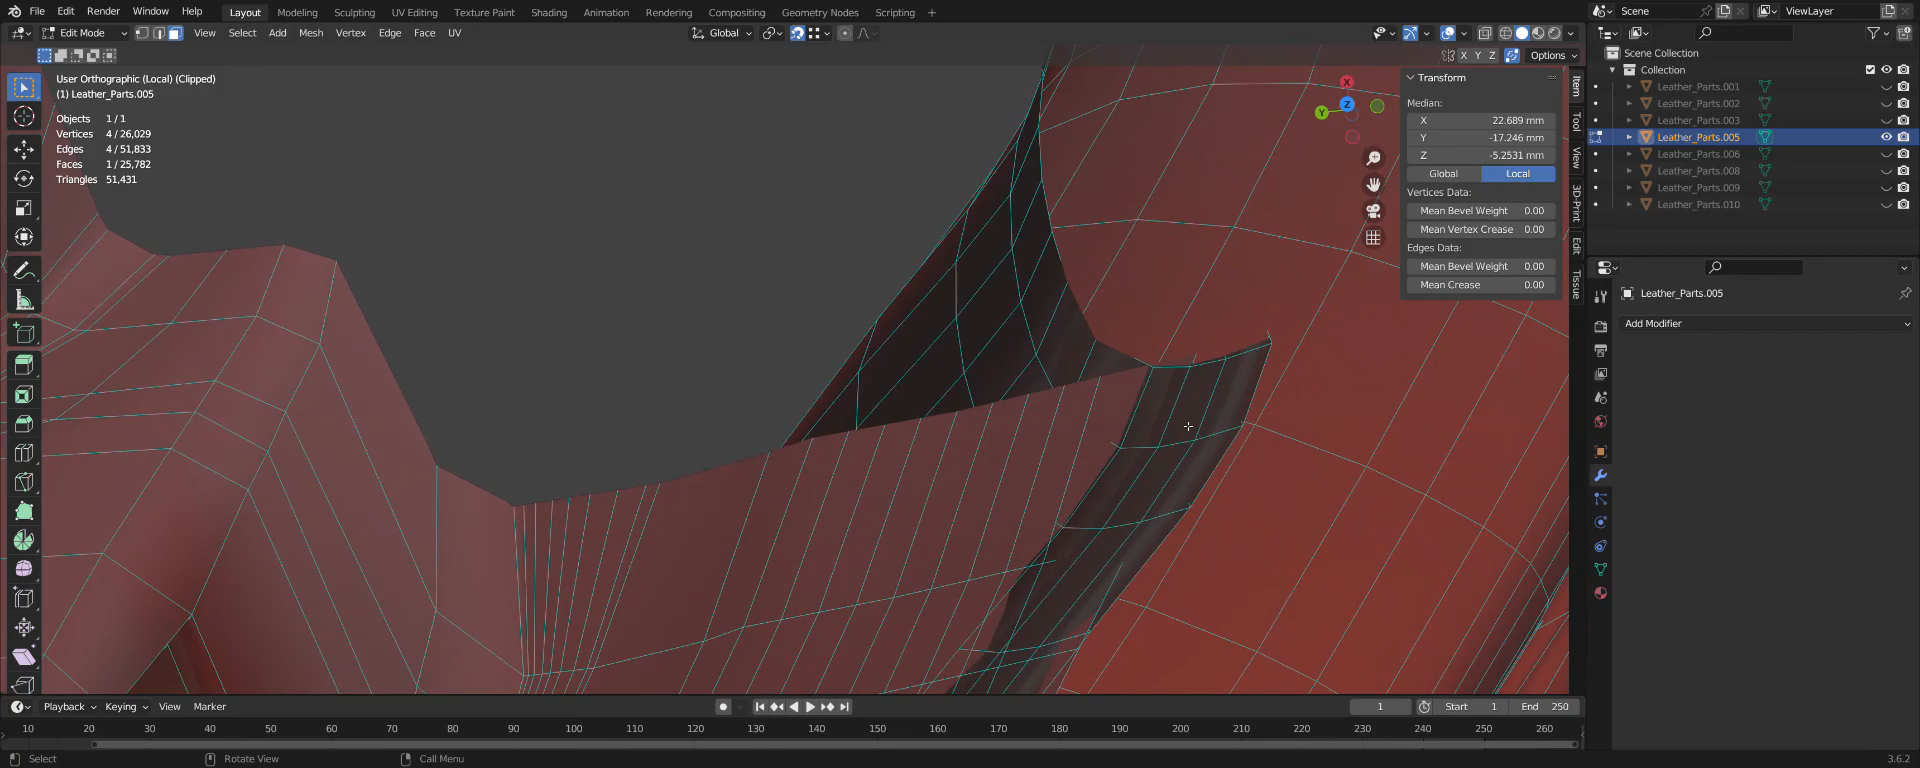 File Edit Render Window Help Layout Modeling Sculpting UV Editing Texture Paint Shading Animation Rendering Compositing Geometry Nodes Scripting + Scene ViewLayer
Edit Mode View Select Add Mesh Vertex Edge Face UV Global
X Y Z Options
User Orthographic (Local) (Clipped)
(1) Leather_Parts.005
Objects 1 / 1
Vertices 4 / 26,029
Edges 4 / 51,833
Faces 1 / 25,782
Triangles 51,431
X
Y
Z
Transform
Median:
X 22.689 mm
Y -17.246 mm
Z -5.2531 mm
Global Local
Vertices Data:
Mean Bevel Weight 0.00
Mean Vertex Crease 0.00
Edges Data:
Mean Bevel Weight 0.00
Mean Crease 0.00
Item
Tool
View
3D-Print
Edit
Tissue
Scene Collection
Collection
Leather_Parts.001
Leather_Parts.002
Leather_Parts.003
Leather_Parts.005
Leather_Parts.006
Leather_Parts.008
Leather_Parts.009
Leather_Parts.010
Leather_Parts.005
Add Modifier
Playback Keying View Marker 1 Start 1 End 250
10 20 30 40 50 60 70 80 90 100 110 120 130 140 150 160 170 180 190 200 210 220 230 240 250 260
Select Rotate View Call Menu 3.6.2